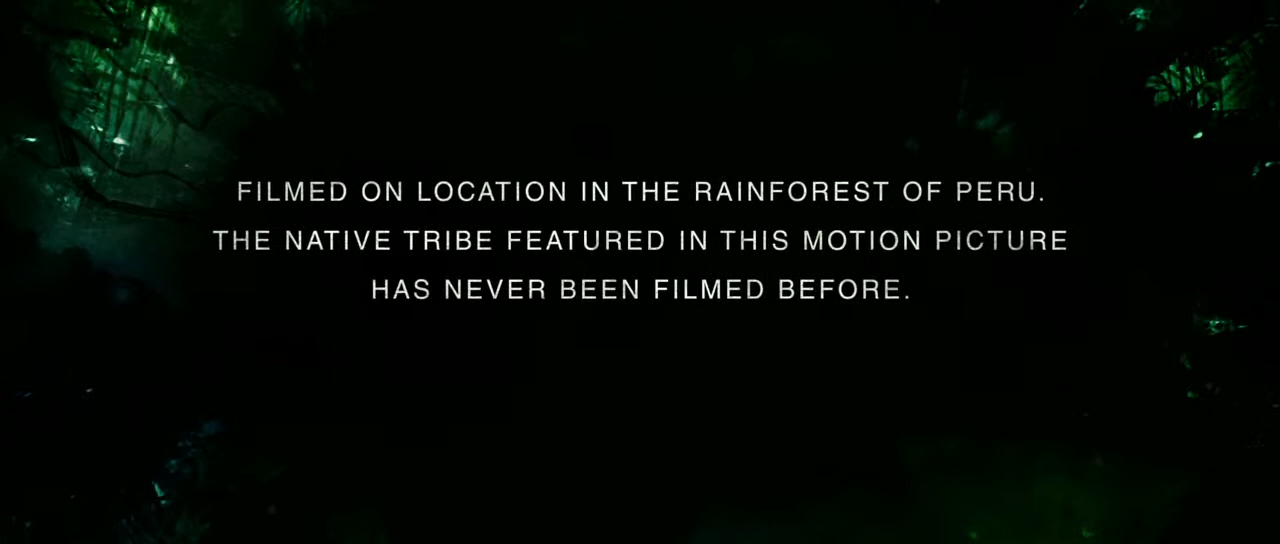 FILMED ON LOCATION IN THE RAINFOREST OF PERU.
THE NATIVE TRIBE FEATURED IN THIS MOTION PICTURE
HAS NEVER BEEN FILMED BEFORE.